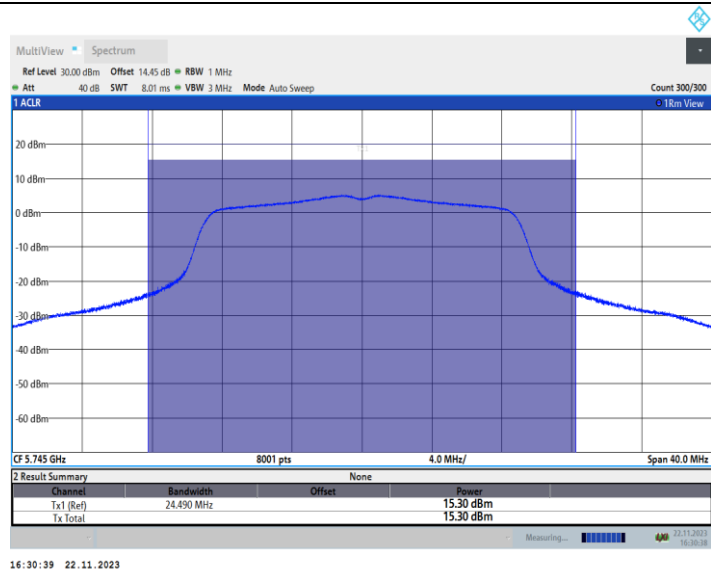 MultiView Spectrum
Ref Level 30.00 dBm Offset 14.45 dB RBW 1 MHz
Att 40 dB SWT 8.01 ms VBW 3 MHz Mode Auto Sweep Count 300/300
1 ACLR 1Rm View
20 dBm
10 dBm
0 dBm
-10 dBm
-20 dBm
-30 dBm
-40 dBm
-50 dBm
-60 dBm
CF 5.745 GHz 8001 pts 4.0 MHz/ Span 40.0 MHz
2 Result Summary None
Channel Bandwidth Offset Power
Tx1 (Ref) 24.490 MHz 15.30 dBm
Tx Total 15.30 dBm
Measuring... 22.11.2023
16:30:38
16:30:39 22.11.2023